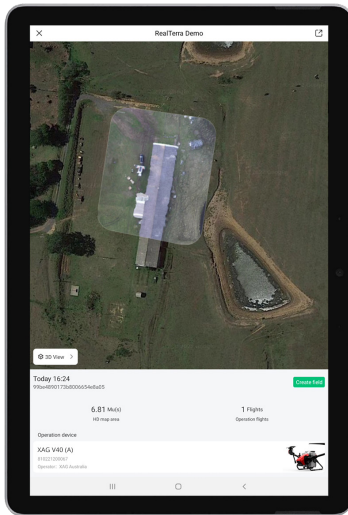 RealTerra Demo
3D View
Today 16:24
Create field
6.81 Mu(s)
1 Flights
HD map area
Operation flights
Operation device
XAG V40 (A)
Operator: XAG Australia